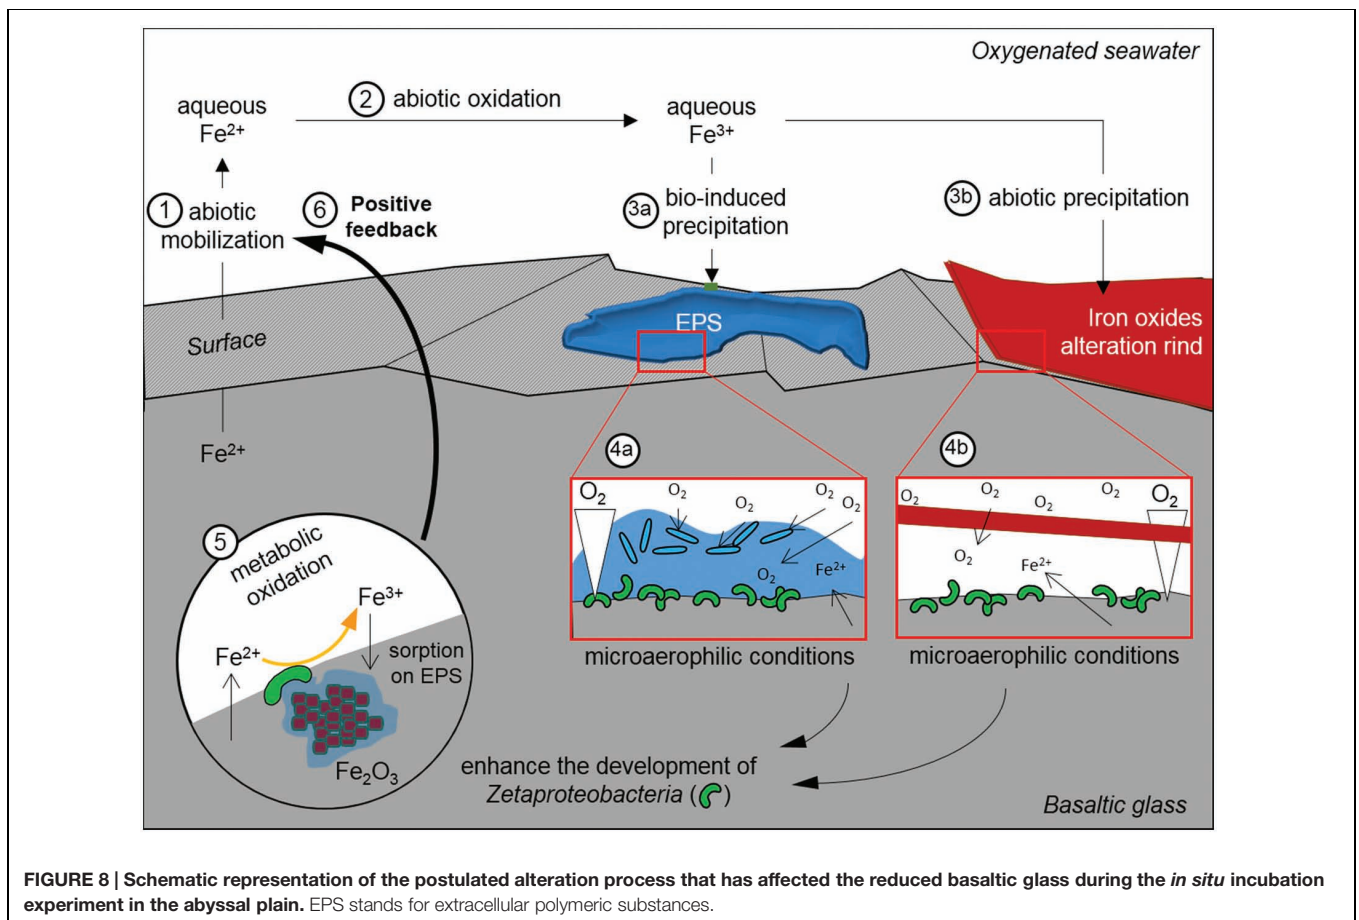 Oxygenated seawater
aqueous
Fe2+
2 abiotic oxidation
aqueous
Fe3+
1 abiotic
mobilization
6 Positive
feedback
3a bio-induced
precipitation
3b abiotic precipitation
Surface
EPS
Iron oxides
alteration rind
Fe2+
4a
O2
O2
O2
O2
O2
O2
Fe2+
microaerophilic conditions
4b
O2
O2
O2
O2
O2
O2
Fe2+
microaerophilic conditions
5
metabolic
oxidation
Fe3+
Fe2+
sorption
on EPS
Fe2O3
enhance the development of
Zetaproteobacteria ( )
Basaltic glass
FIGURE 8 | Schematic representation of the postulated alteration process that has affected the reduced basaltic glass during the in situ incubation
experiment in the abyssal plain. EPS stands for extracellular polymeric substances.